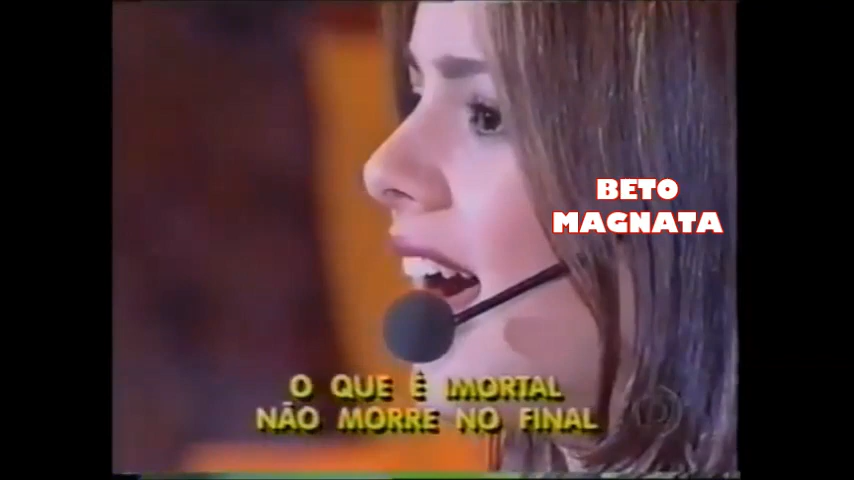 BETO
MAGNATA
O QUE É IMORTAL
NÃO MORRE NO FINAL